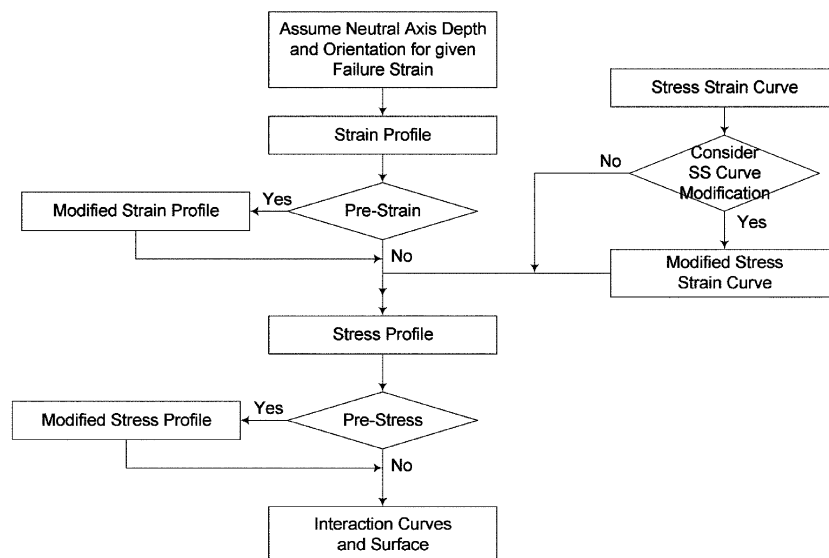 Assume Neutral Axis Depth
and Orientation for given
Failure Strain
Stress Strain Curve
Strain Profile
No
Consider
SS Curve
Modification
Yes
Modified Strain Profile
Pre-Strain
Yes
No
Modified Stress
Strain Curve
Stress Profile
Yes
Modified Stress Profile
Pre-Stress
No
Interaction Curves
and Surface